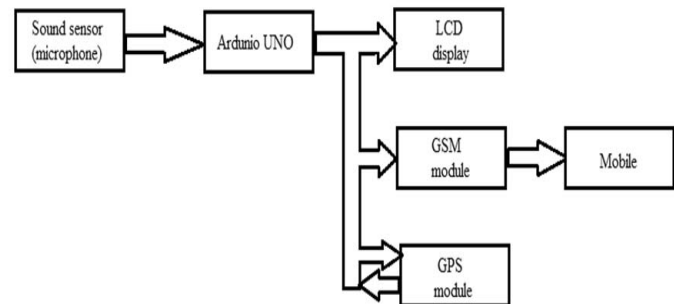 Sound sensor
(microphone)
Ardunio UNO
LCD
display
GSM
module
Mobile
GPS
module